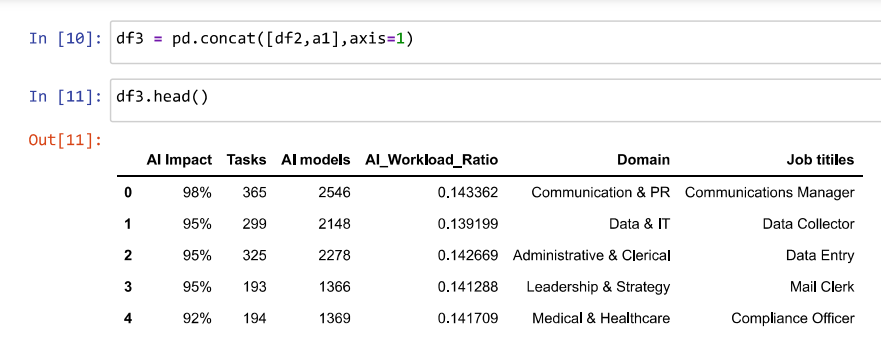 In [10]: df3 = pd.concat([df2,a1],axis=1)
In [11]: df3.head()
Out[11]:
AI Impact Tasks AI models AI_Workload_Ratio Domain Job titiles
0 98% 365 2546 0.143362 Communication & PR Communications Manager
1 95% 299 2148 0.139199 Data & IT Data Collector
2 95% 325 2278 0.142669 Administrative & Clerical Data Entry
3 95% 193 1366 0.141288 Leadership & Strategy Mail Clerk
4 92% 194 1369 0.141709 Medical & Healthcare Compliance Officer